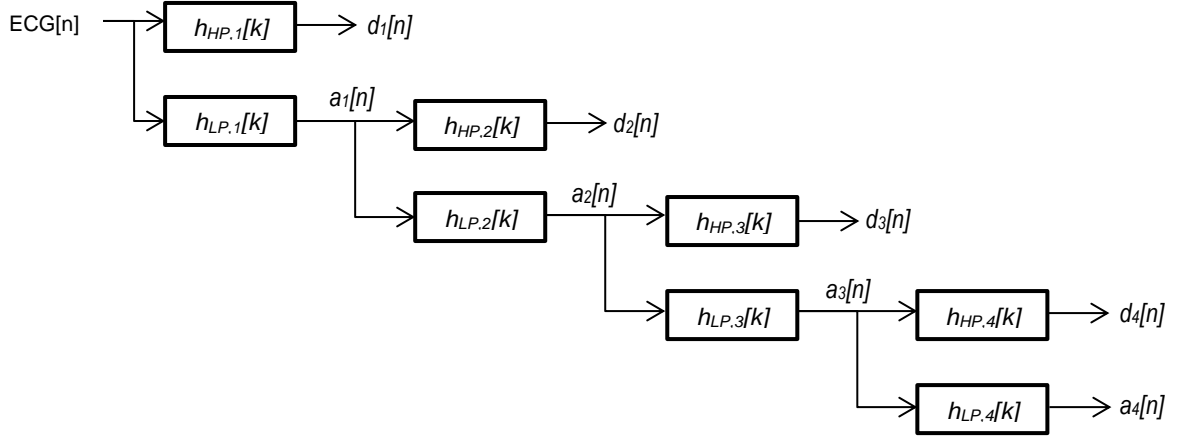 ECG[n]
hHP,1[k]
d1[n]
hLP,1[k]
a1[n]
hHP,2[k]
d2[n]
hLP,2[k]
a2[n]
hHP,3[k]
d3[n]
hLP,3[k]
a3[n]
hHP,4[k]
d4[n]
hLP,4[k]
a4[n]